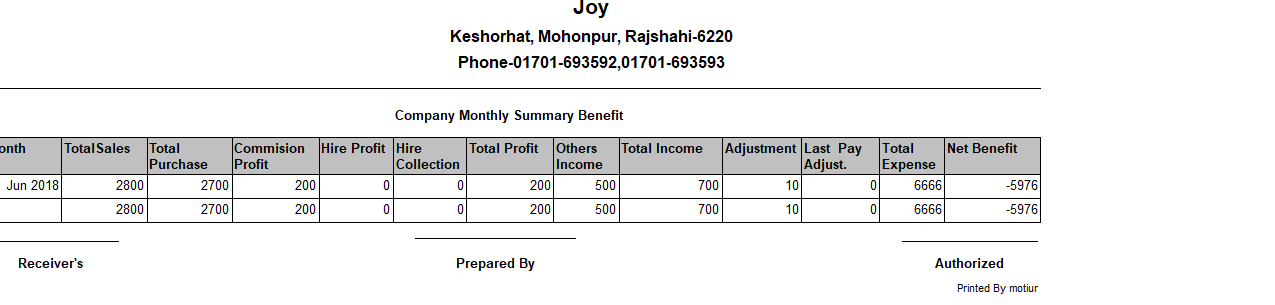 Joy
Keshorhat, Mohonpur, Rajshahi-6220
Phone-01701-693592,01701-693593
Company Monthly Summary Benefit
onth TotalSales Total Purchase Commision Profit Hire Profit Hire Collection Total Profit Others Income Total Income Adjustment Last Pay Adjust. Total Expense Net Benefit
Jun 2018 2800 2700 200 0 0 200 500 700 10 0 6666 -5976
2800 2700 200 0 0 200 500 700 10 0 6666 -5976
Receiver's Prepared By Authorized
Printed By motiur